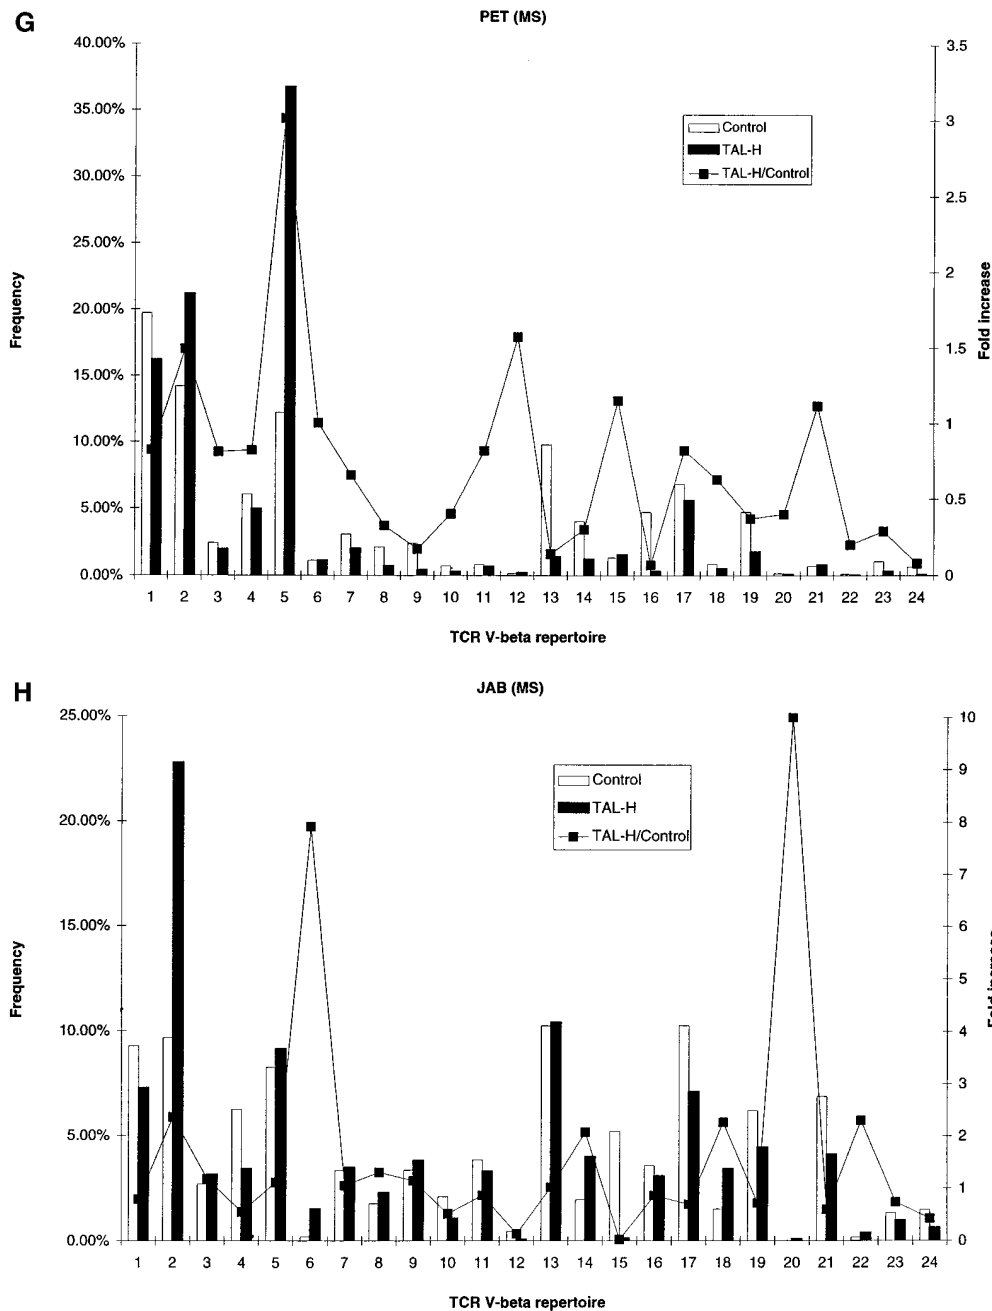 G
PET (MS)
40.00%
35.00%
30.00%
25.00%
20.00%
15.00%
10.00%
5.00%
0.00%
Frequency
3.5
3
2.5
2
1.5
1
0.5
0
Fold increase
Control
TAL-H
TAL-H/Control
1 2 3 4 5 6 7 8 9 10 11 12 13 14 15 16 17 18 19 20 21 22 23 24
TCR V-beta repertoire
H
JAB (MS)
25.00%
20.00%
15.00%
10.00%
5.00%
0.00%
Frequency
10
9
8
7
6
5
4
3
2
1
0
Fold increase
Control
TAL-H
TAL-H/Control
1 2 3 4 5 6 7 8 9 10 11 12 13 14 15 16 17 18 19 20 21 22 23 24
TCR V-beta repertoire